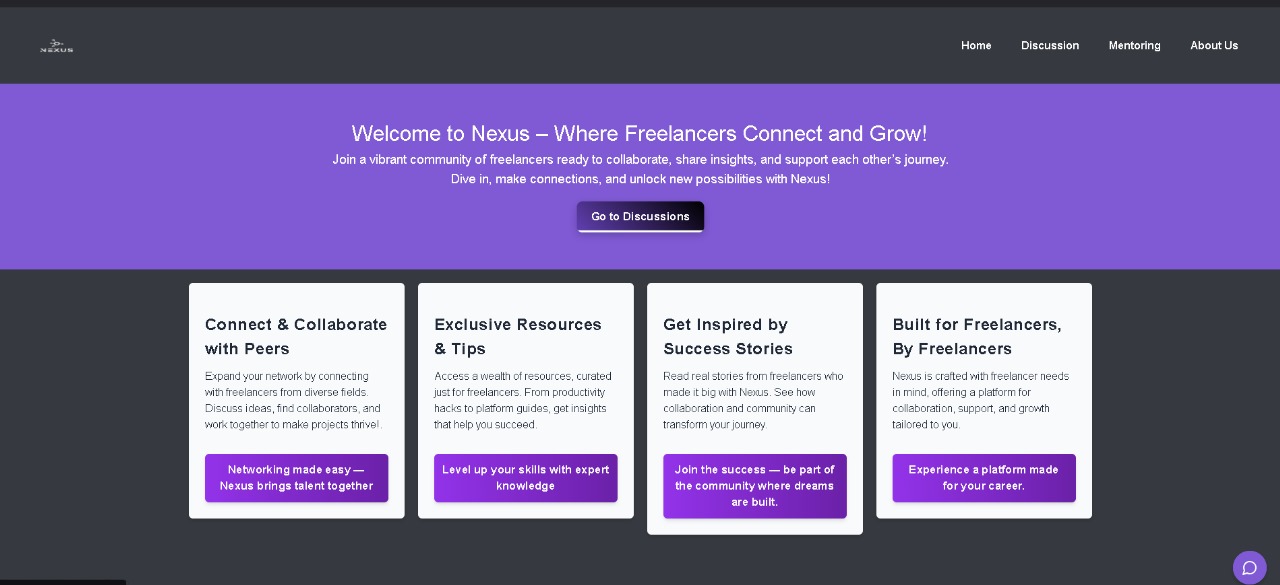 NEXUS
Home
Discussion
Mentoring
About Us
Welcome to Nexus – Where Freelancers Connect and Grow!
Join a vibrant community of freelancers ready to collaborate, share insights, and support each other's journey.
Dive in, make connections, and unlock new possibilities with Nexus!
Go to Discussions
Connect & Collaborate
with Peers
Expand your network by connecting
with freelancers from diverse fields.
Discuss ideas, find collaborators, and
work together to make projects thrive!.
Networking made easy —
Nexus brings talent together
Exclusive Resources
& Tips
Access a wealth of resources, curated
just for freelancers. From productivity
hacks to platform guides, get insights
that help you succeed.
Level up your skills with expert
knowledge
Get Inspired by
Success Stories
Read real stories from freelancers who
made it big with Nexus. See how
collaboration and community can
transform your journey.
Join the success — be part of
the community where dreams
are built.
Built for Freelancers,
By Freelancers
Nexus is crafted with freelancer needs
in mind, offering a platform for
collaboration, support, and growth
tailored to you.
Experience a platform made
for your career.